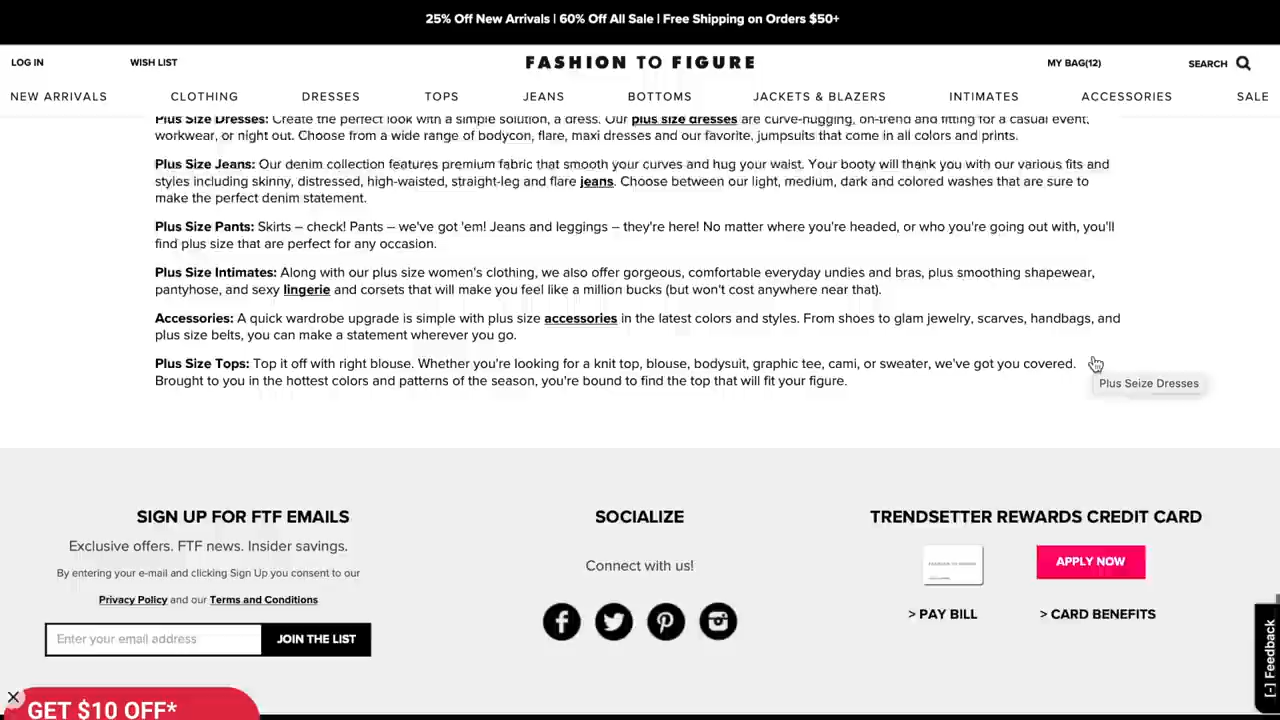 25% Off New Arrivals | 60% Off All Sale | Free Shipping on Orders $50+
LOG IN
WISH LIST
FASHION TO FIGURE
MY BAG(12)
SEARCH
NEW ARRIVALS
CLOTHING
DRESSES
TOPS
JEANS
BOTTOMS
JACKETS & BLAZERS
INTIMATES
ACCESSORIES
SALE
Plus Size Dresses: Create the perfect look with a simple solution, a dress. Our plus size dresses are curve-hugging, on-trend and fitting for a casual event,
workwear, or night out. Choose from a wide range of bodycon, flare, maxi dresses and our favorite, jumpsuits that come in all colors and prints.
Plus Size Jeans: Our denim collection features premium fabric that smooth your curves and hug your waist. Your booty will thank you with our various fits and
styles including skinny, distressed, high-waisted, straight-leg and flare jeans. Choose between our light, medium, dark and colored washes that are sure to
make the perfect denim statement.
Plus Size Pants: Skirts – check! Pants – we've got 'em! Jeans and leggings – they're here! No matter where you're headed, or who you're going out with, you'll
find plus size that are perfect for any occasion.
Plus Size Intimates: Along with our plus size women's clothing, we also offer gorgeous, comfortable everyday undies and bras, plus smoothing shapewear,
pantyhose, and sexy lingerie and corsets that will make you feel like a million bucks (but won't cost anywhere near that).
Accessories: A quick wardrobe upgrade is simple with plus size accessories in the latest colors and styles. From shoes to glam jewelry, scarves, handbags, and
plus size belts, you can make a statement wherever you go.
Plus Size Tops: Top it off with right blouse. Whether you're looking for a knit top, blouse, bodysuit, graphic tee, cami, or sweater, we've got you covered.
Brought to you in the hottest colors and patterns of the season, you're bound to find the top that will fit your figure.
Plus Seize Dresses
SIGN UP FOR FTF EMAILS
Exclusive offers. FTF news. Insider savings.
By entering your e-mail and clicking Sign Up you consent to our
Privacy Policy and our Terms and Conditions
Enter your email address
JOIN THE LIST
SOCIALIZE
Connect with us!
TRENDSETTER REWARDS CREDIT CARD
APPLY NOW
> PAY BILL
> CARD BENEFITS
[-] Feedback
GET $10 OFF*